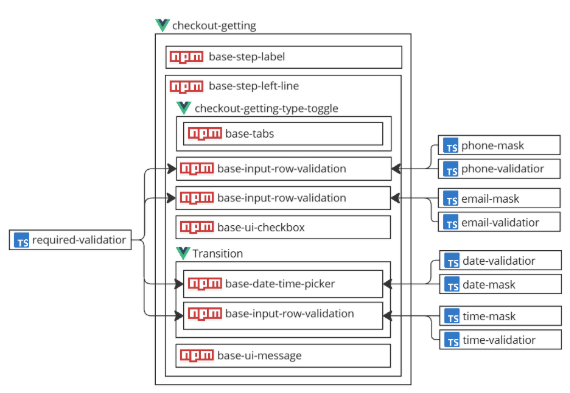 checkout-getting
npm base-step-label
npm base-step-left-line
checkout-getting-type-toggle
npm base-tabs
npm base-input-row-validation
npm base-input-row-validation
npm base-ui-checkbox
Transition
npm base-date-time-picker
npm base-input-row-validation
npm base-ui-message
TS required-validatior
TS phone-mask
TS phone-validatior
TS email-mask
TS email-validatior
TS date-validatior
TS date-mask
TS time-mask
TS time-validatior